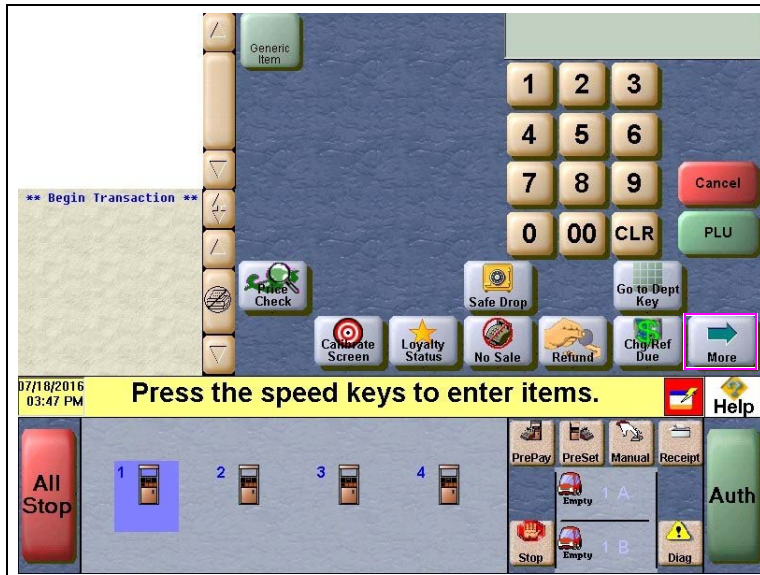 Generic
Item
1 2 3
4 5 6
7 8 9
Cancel
** Begin Transaction **
0 00 CLR
PLU
Price
Check
Safe Drop
Go to Dept
Key
Calibrate
Screen
Loyalty
Status
No Sale
Refund
Chg/Ref
Due
More
07/18/2016
03:47 PM
Press the speed keys to enter items.
Help
All
Stop
1 2 3 4
PrePay PreSet Manual Receipt
Empty 1 A
Auth
Stop
Empty 1 B
Diag